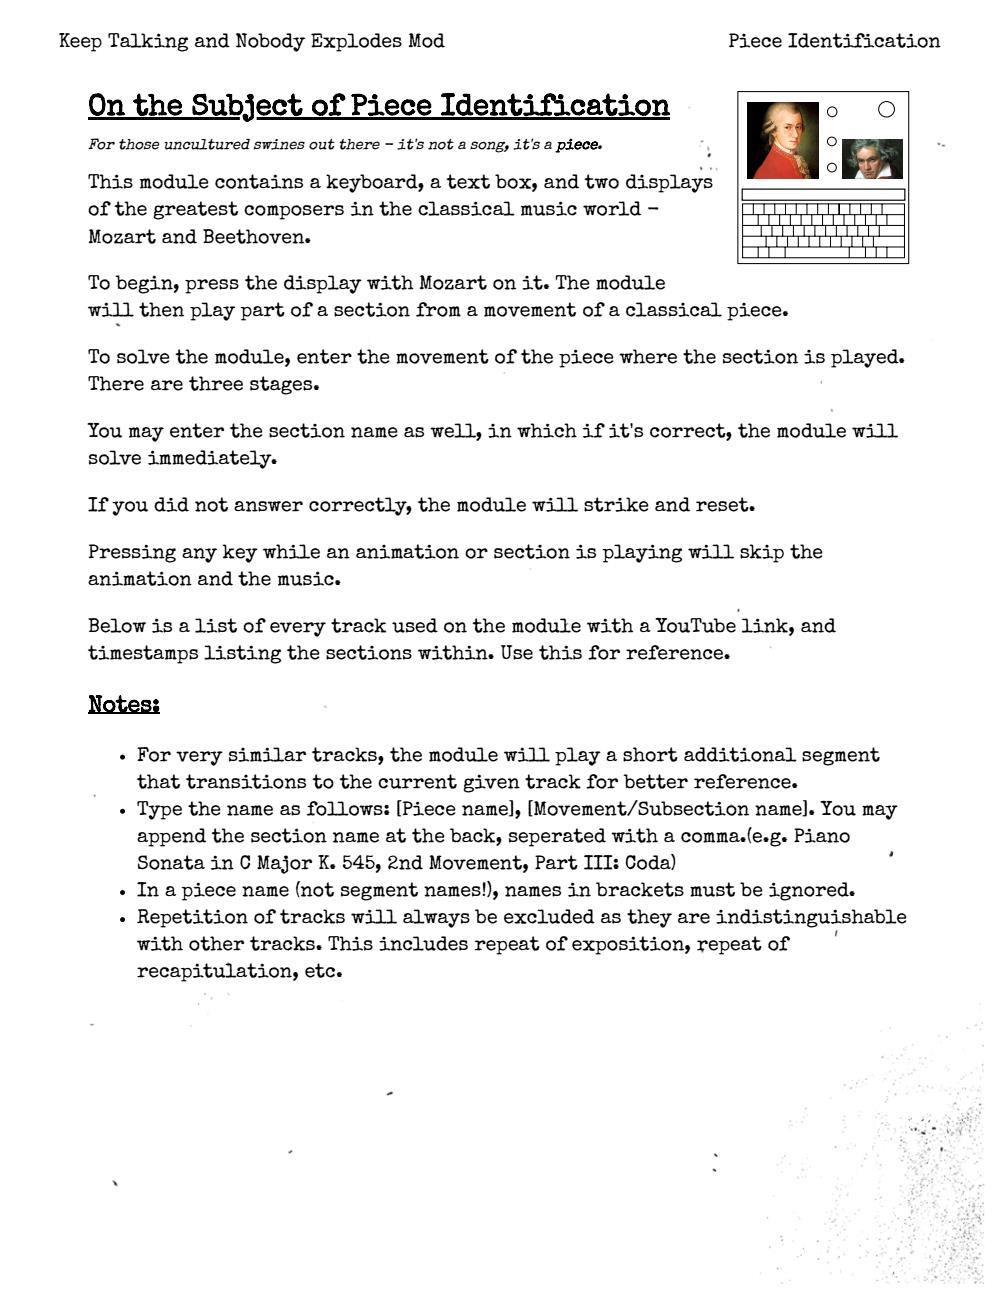 Keep Talking and Nobody Explodes Mod
Piece Identification
On the Subject of Piece Identification
For those uncultured swines out there – it's not a song, it's a piece.
This module contains a keyboard, a text box, and two displays
of the greatest composers in the classical music world –
Mozart and Beethoven.
To begin, press the display with Mozart on it. The module
will then play part of a section from a movement of a classical piece.
To solve the module, enter the movement of the piece where the section is played.
There are three stages.
You may enter the section name as well, in which if it's correct, the module will
solve immediately.
If you did not answer correctly, the module will strike and reset.
Pressing any key while an animation or section is playing will skip the
animation and the music.
Below is a list of every track used on the module with a YouTube link, and
timestamps listing the sections within. Use this for reference.
Notes:
• For very similar tracks, the module will play a short additional segment
that transitions to the current given track for better reference.
• Type the name as follows: [Piece name], [Movement/Subsection name]. You may
append the section name at the back, seperated with a comma.(e.g. Piano
Sonata in C Major K. 545, 2nd Movement, Part III: Coda)
• In a piece name (not segment names!), names in brackets must be ignored.
• Repetition of tracks will always be excluded as they are indistinguishable
with other tracks. This includes repeat of exposition, repeat of
recapitulation, etc.